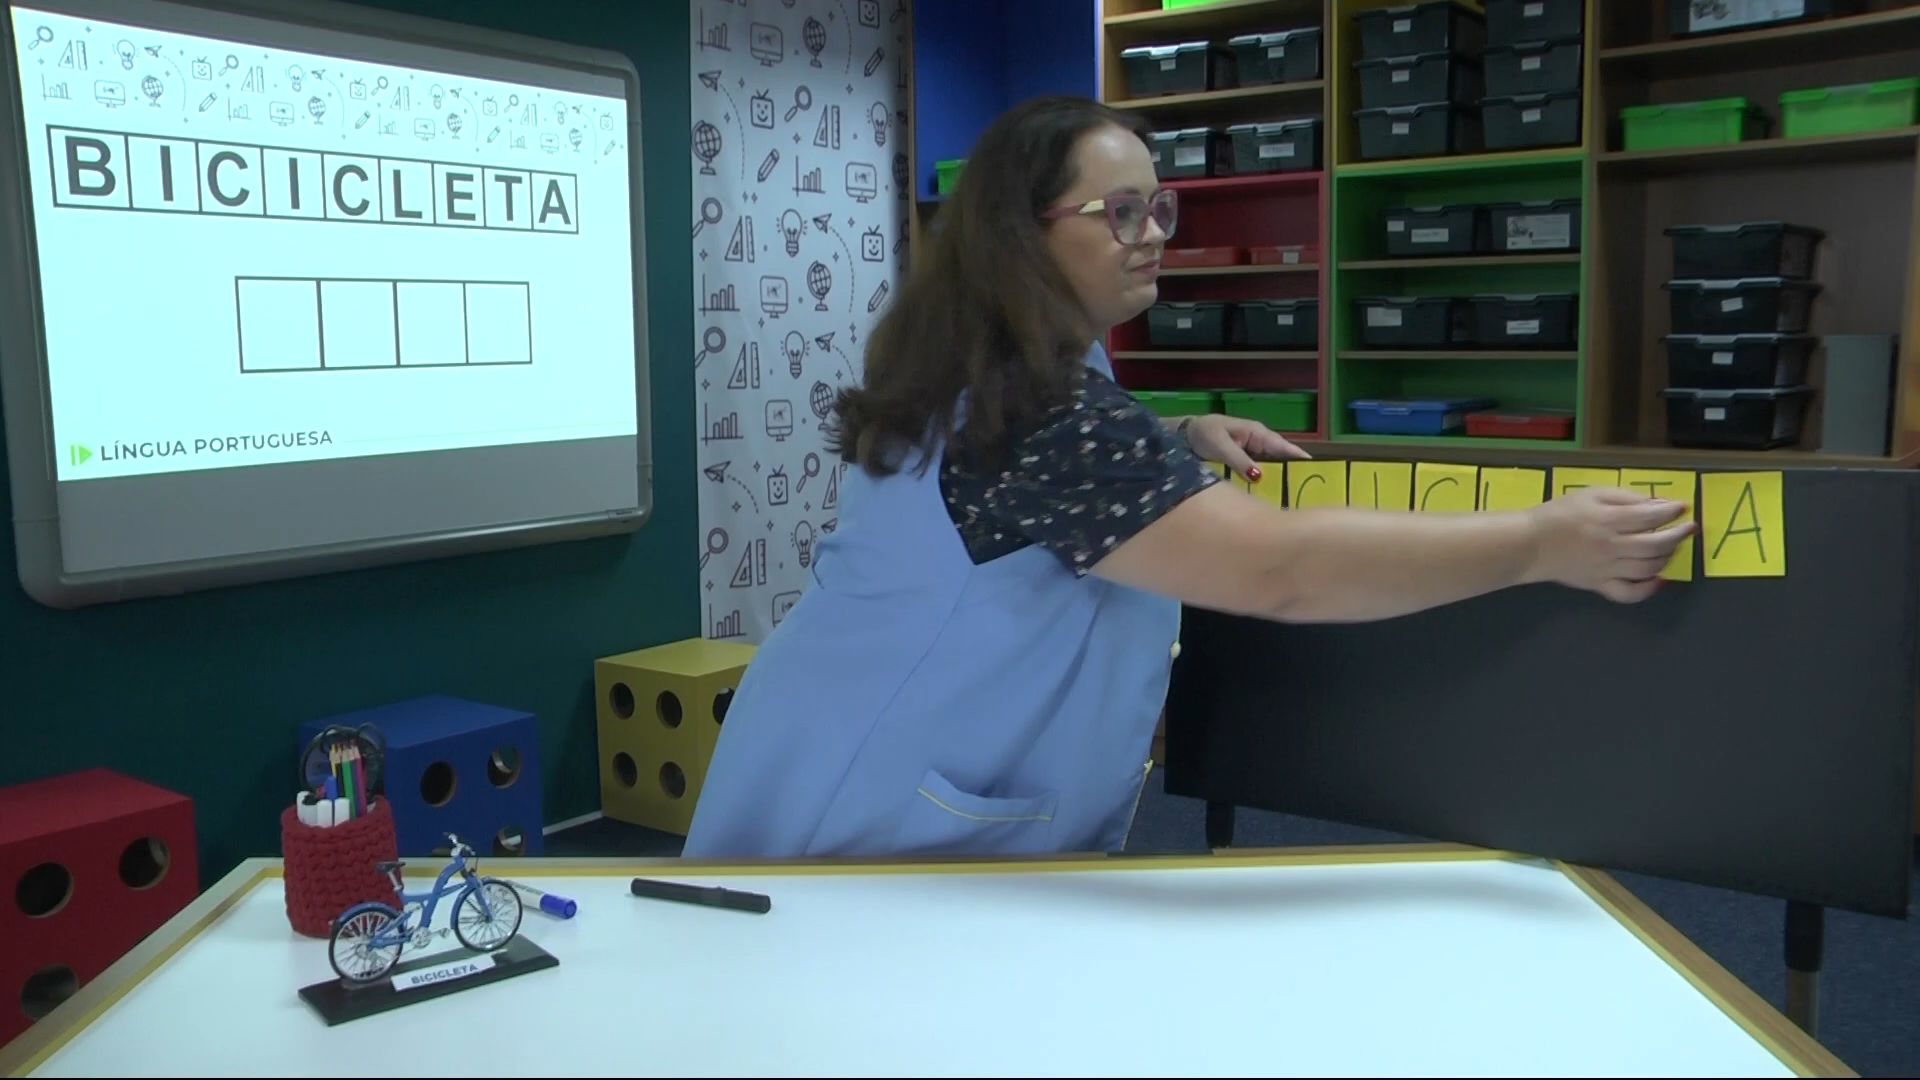 BICICLETA
LÍNGUA PORTUGUESA
I C I C L E T A
BICICLETA